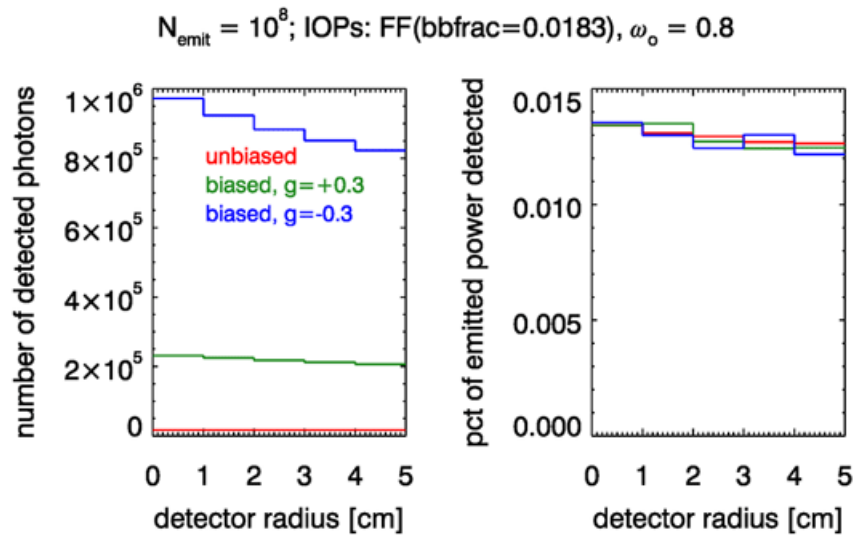 N_emit = 10^8; IOPs: FF(bbfrac=0.0183), ω_o = 0.8
number of detected photons
1×10^6
8×10^5
6×10^5
4×10^5
2×10^5
0
unbiased
biased, g=+0.3
biased, g=-0.3
0 1 2 3 4 5
detector radius [cm]
pct of emitted power detected
0.015
0.010
0.005
0.000
0 1 2 3 4 5
detector radius [cm]